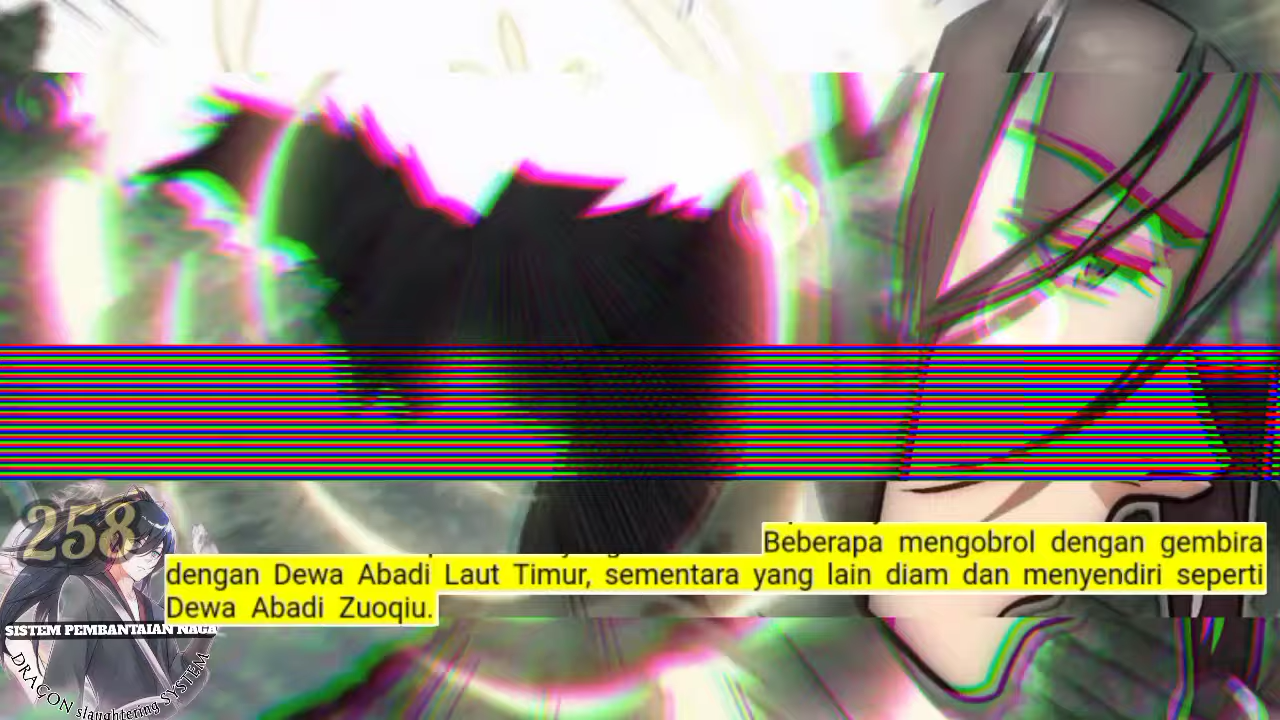 258
Beberapa mengobrol dengan gembira
dengan Dewa Abadi Laut Timur, sementara yang lain diam dan menyendiri seperti
Dewa Abadi Zuoqiu.
SISTEM PEMBANTAIAN NAGA
DRAGON slaughtering SYSTEM